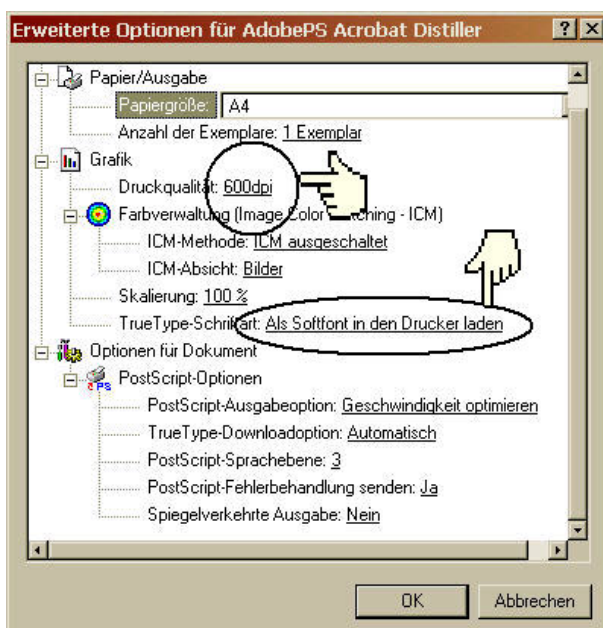 Erweiterte Optionen für AdobePS Acrobat Distiller
Papier/Ausgabe
Papiergröße: A4
Anzahl der Exemplare: 1 Exemplar
Grafik
Druckqualität: 600dpi
Farbverwaltung (Image Color Matching - ICM)
ICM-Methode: ICM ausgeschaltet
ICM-Absicht: Bilder
Skalierung: 100 %
TrueType-Schriftart: Als Softfont in den Drucker laden
Optionen für Dokument
PostScript-Optionen
PostScript-Ausgabeoption: Geschwindigkeit optimieren
TrueType-Downloadoption: Automatisch
PostScript-Sprachebene: 3
PostScript-Fehlerbehandlung senden: Ja
Spiegelverkehrte Ausgabe: Nein
OK Abbrechen